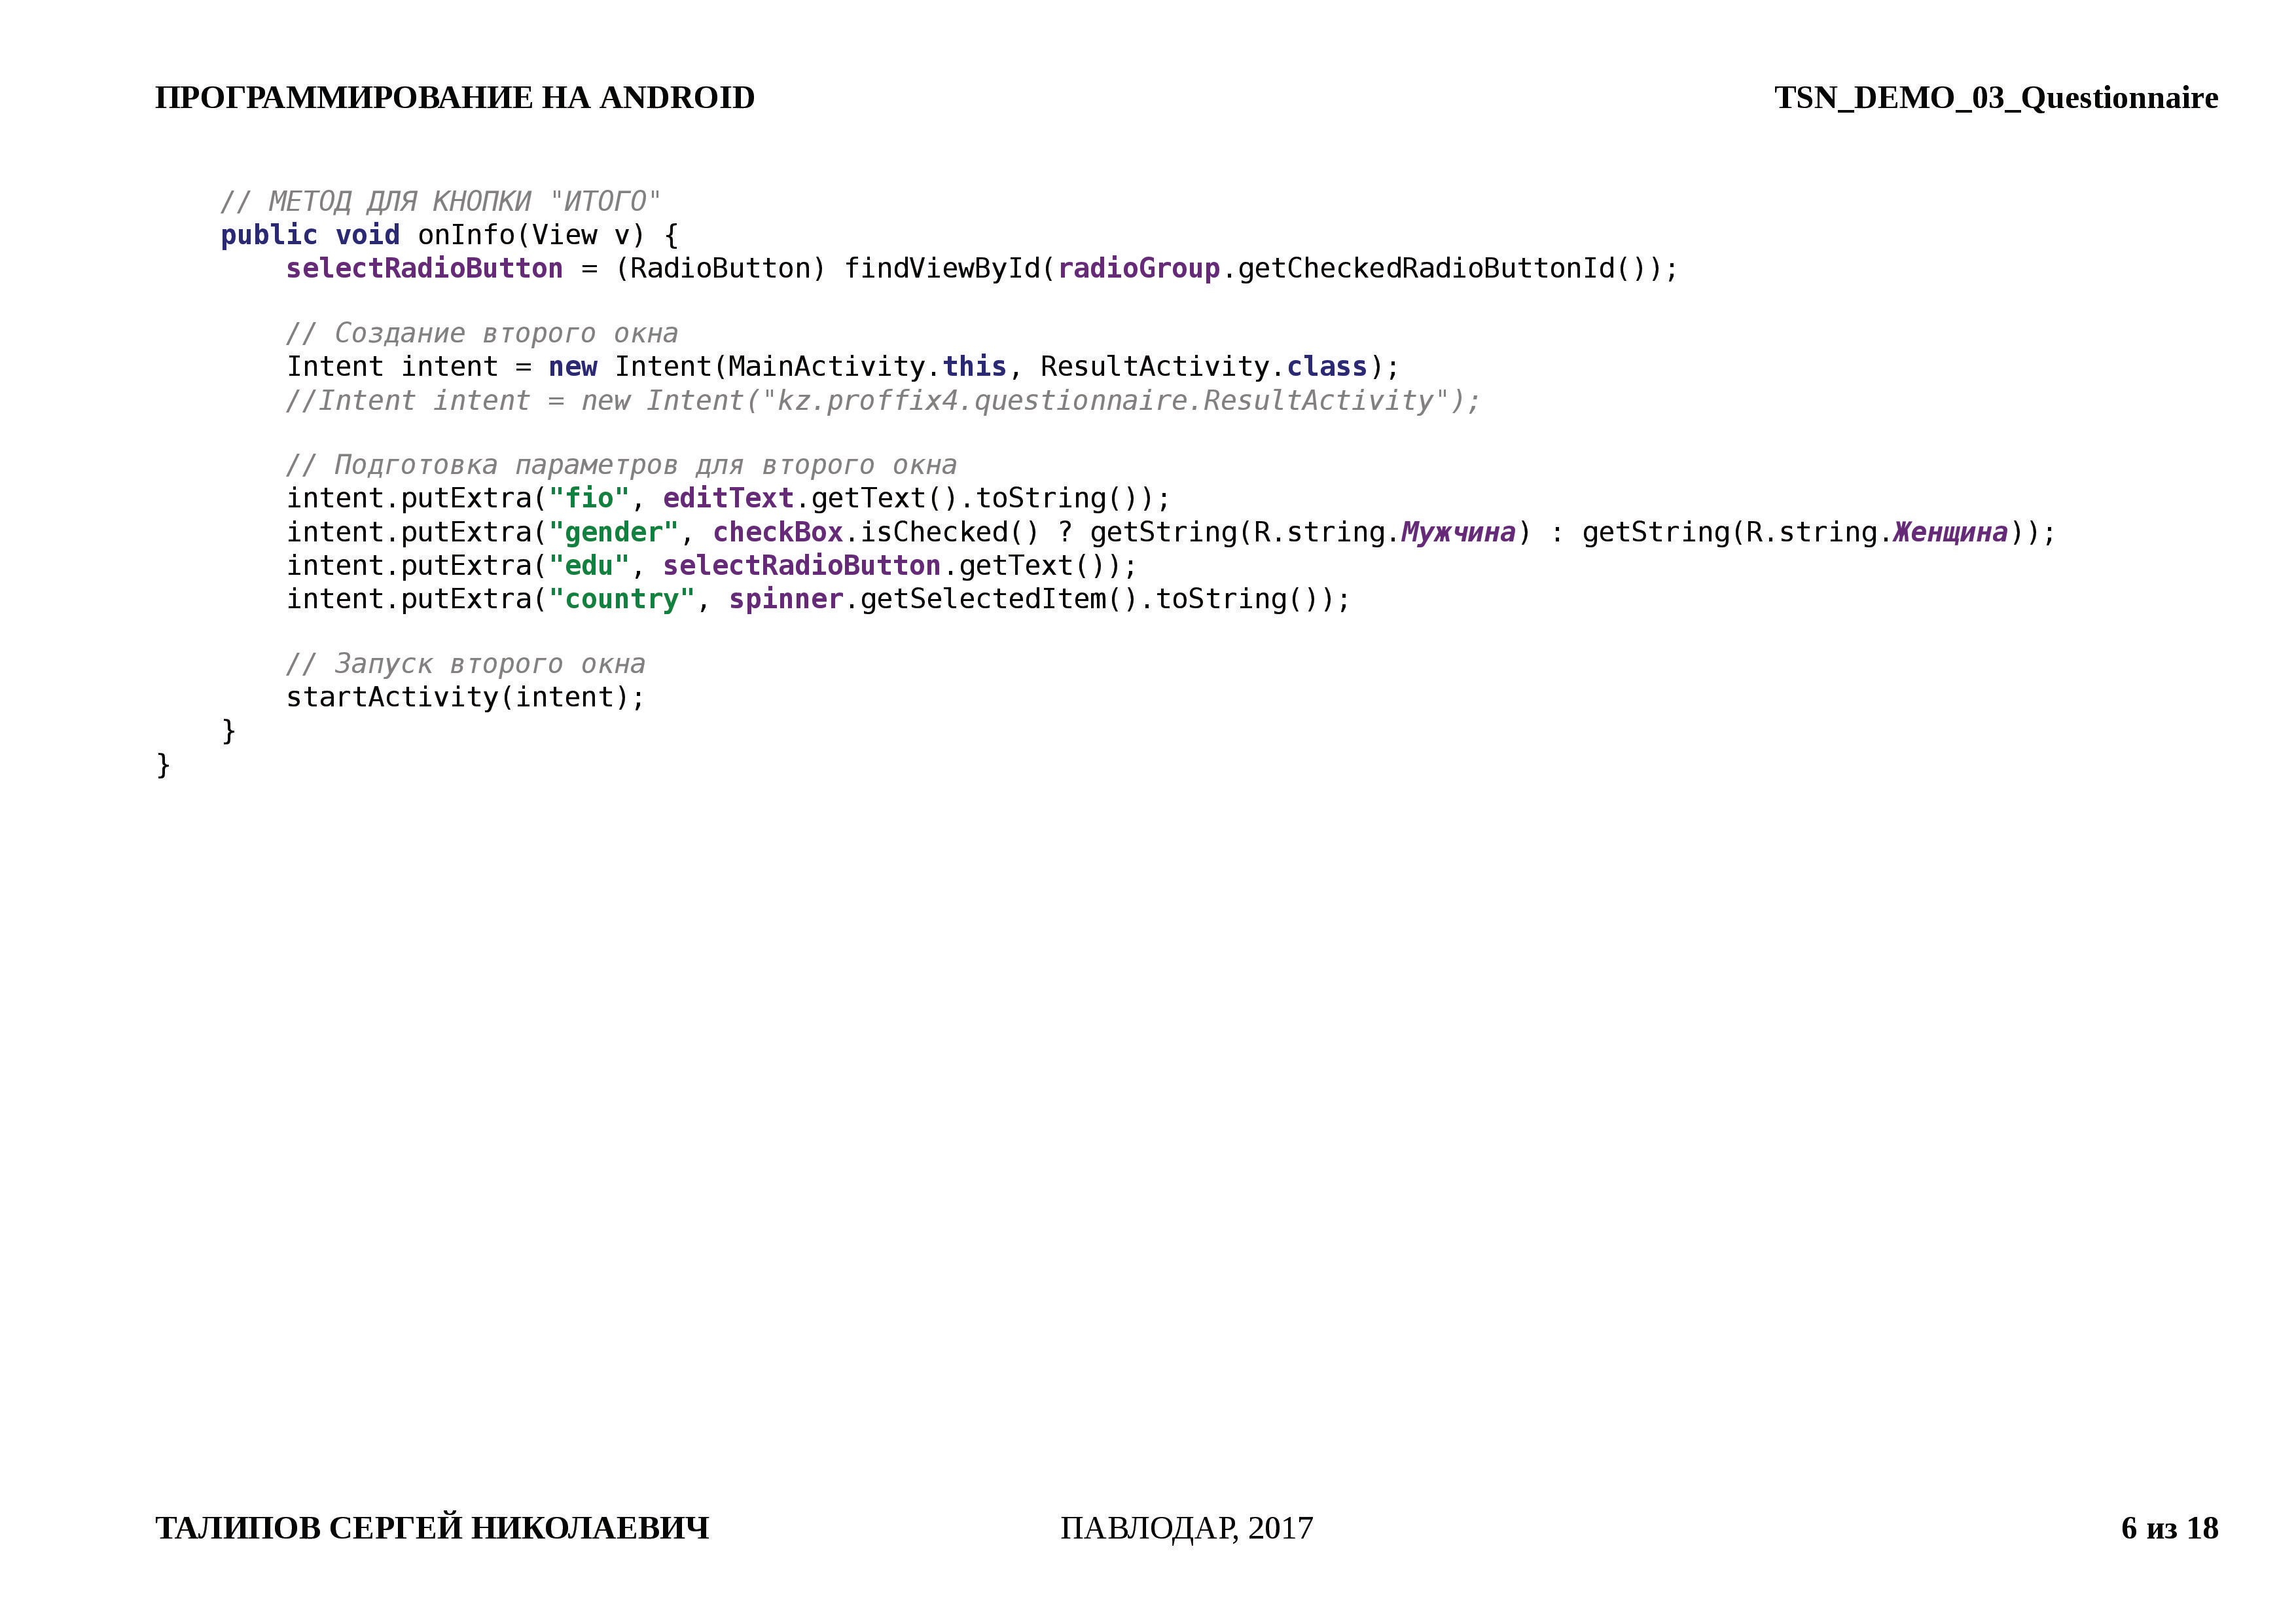 ПРОГРАММИРОВАНИЕ НА ANDROID TSN_DEMO_03_Questionnaire
// МЕТОД ДЛЯ КНОПКИ "ИТОГО"
public void onInfo(View v) {
selectRadioButton = (RadioButton) findViewById(radioGroup.getCheckedRadioButtonId());
// Создание второго окна
Intent intent = new Intent(MainActivity.this, ResultActivity.class);
//Intent intent = new Intent("kz.proffix4.questionnaire.ResultActivity");
// Подготовка параметров для второго окна
intent.putExtra("fio", editText.getText().toString());
intent.putExtra("gender", checkBox.isChecked() ? getString(R.string.Мужчина) : getString(R.string.Женщина));
intent.putExtra("edu", selectRadioButton.getText());
intent.putExtra("country", spinner.getSelectedItem().toString());
// Запуск второго окна
startActivity(intent);
}
}
ТАЛИПОВ СЕРГЕЙ НИКОЛАЕВИЧ ПАВЛОДАР, 2017 6 из 18